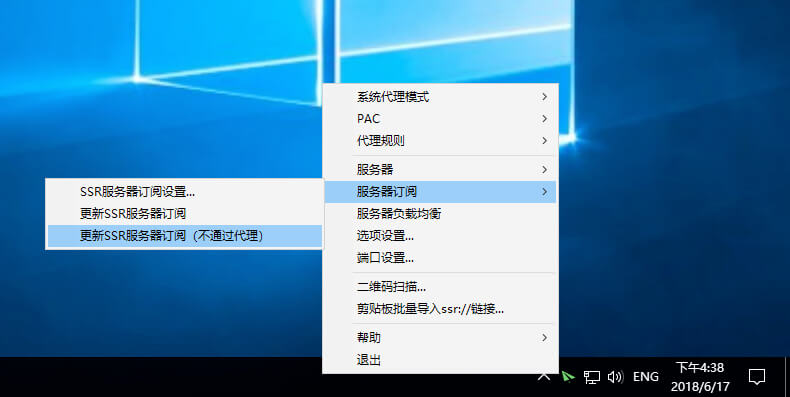 系统代理模式
PAC
代理规则
服务器
服务器订阅
服务器负载均衡
选项设置...
端口设置...
二维码扫描...
剪贴板批量导入ssr://链接...
帮助
退出
SSR服务器订阅设置...
更新SSR服务器订阅
更新SSR服务器订阅（不通过代理）
ENG
下午4:38
2018/6/17